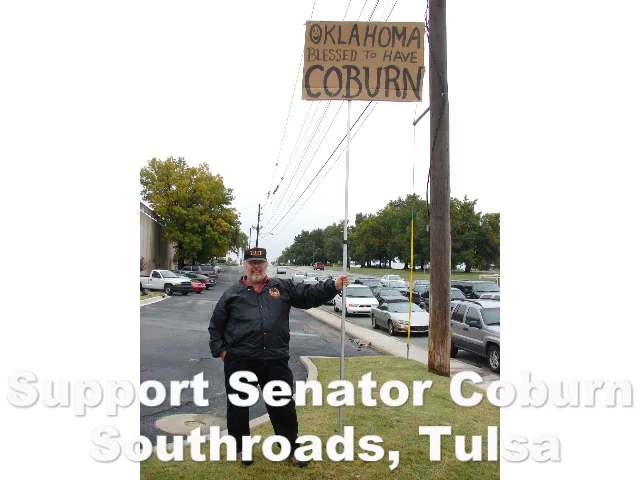 OKLAHOMA
BLESSED TO HAVE
COBURN
Support Senator Coburn
Southroads, Tulsa